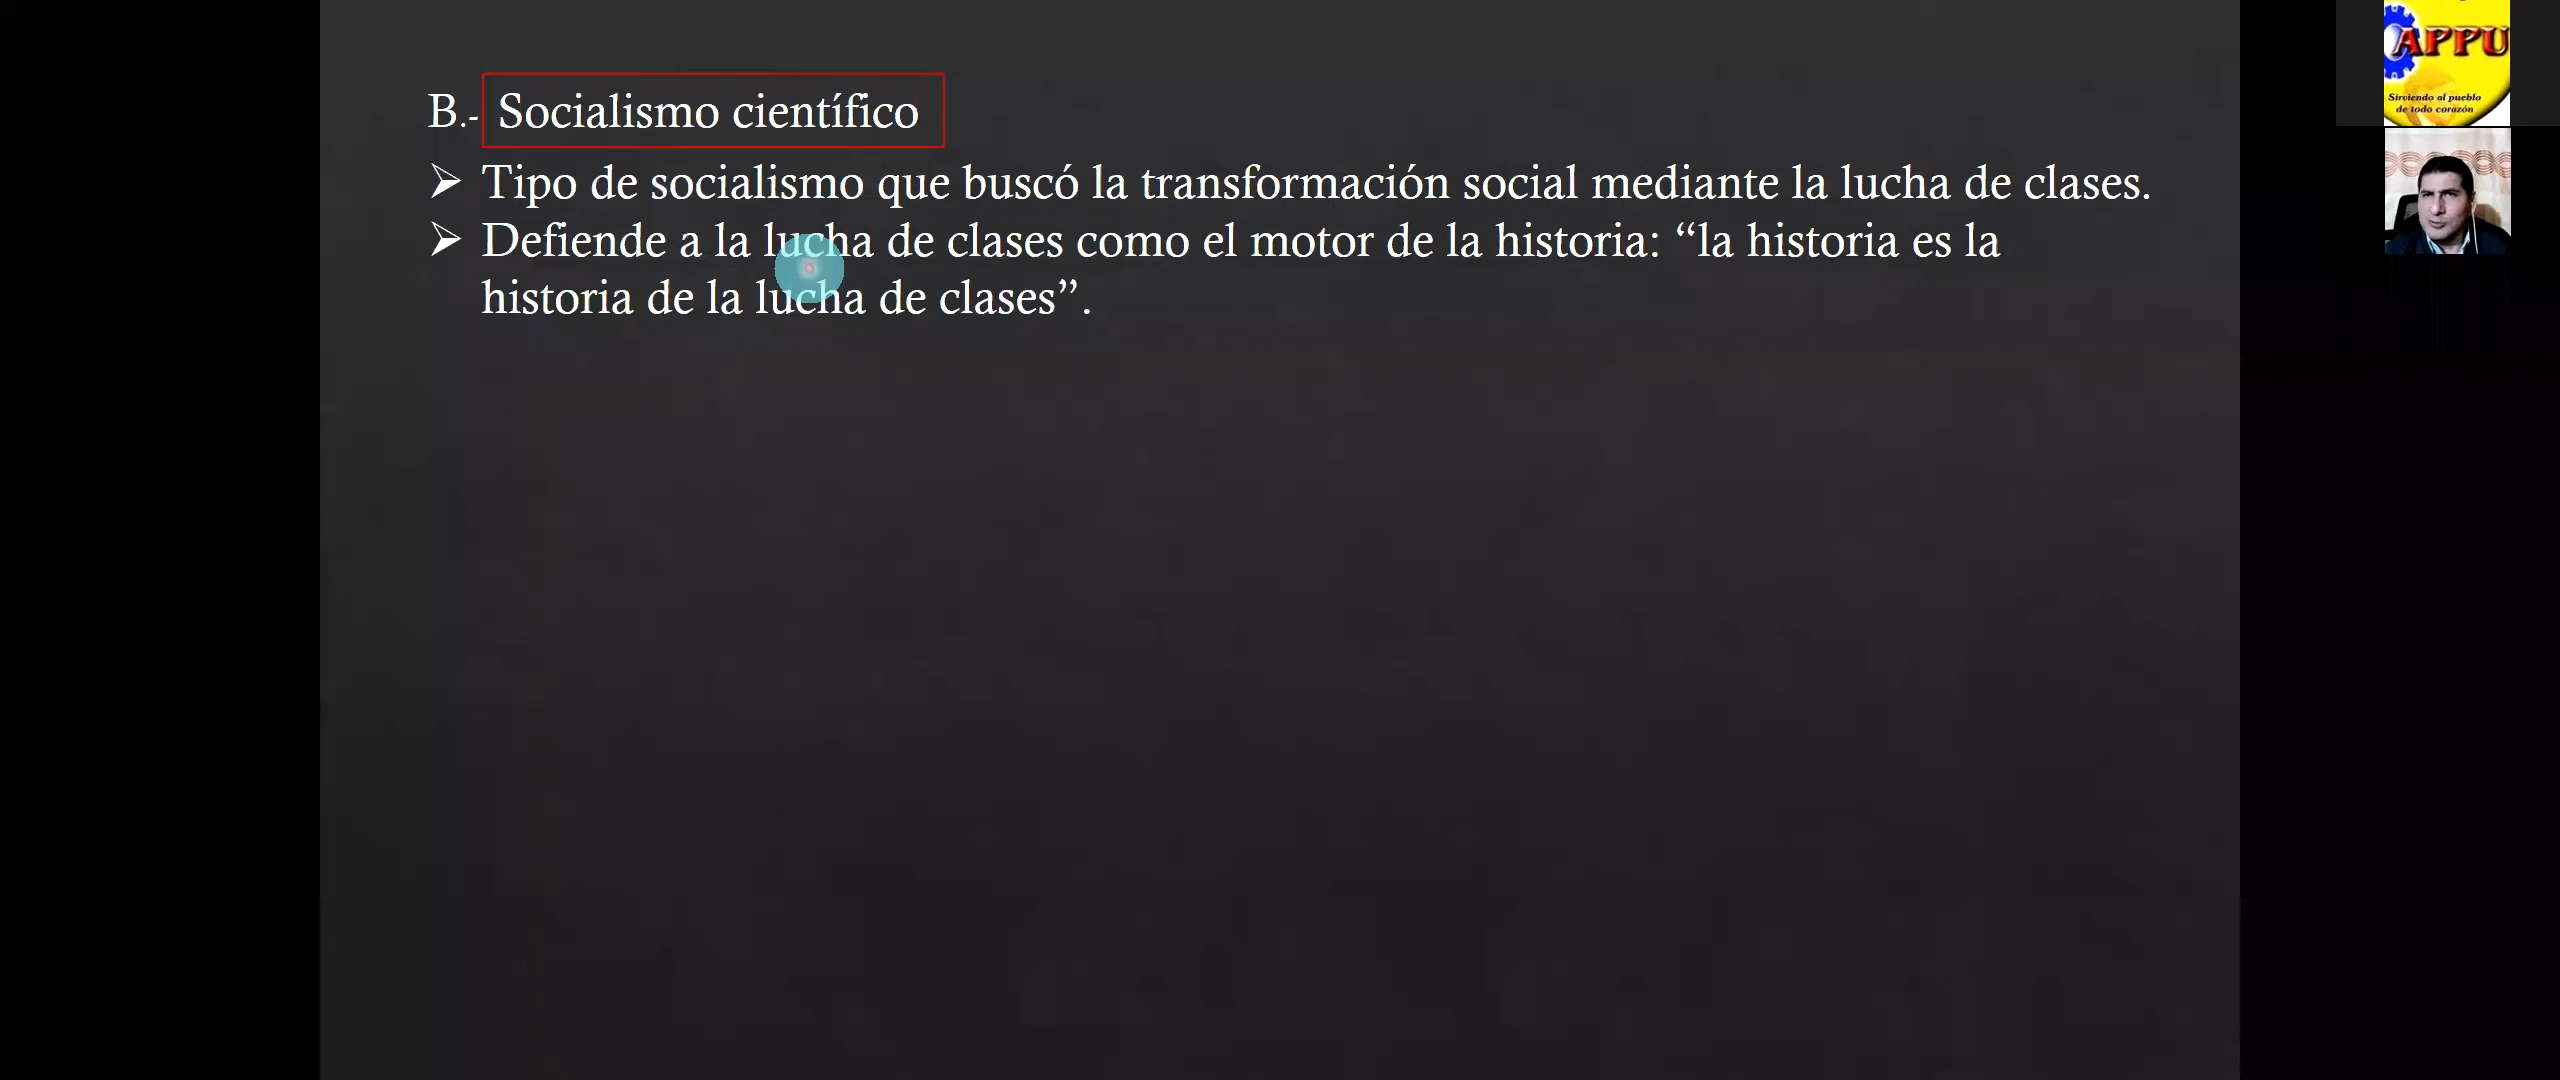 B.- Socialismo científico
Tipo de socialismo que buscó la transformación social mediante la lucha de clases.
Defiende a la lucha de clases como el motor de la historia: “la historia es la
historia de la lucha de clases”.
CAPPU
Sirviendo al pueblo
de todo corazón